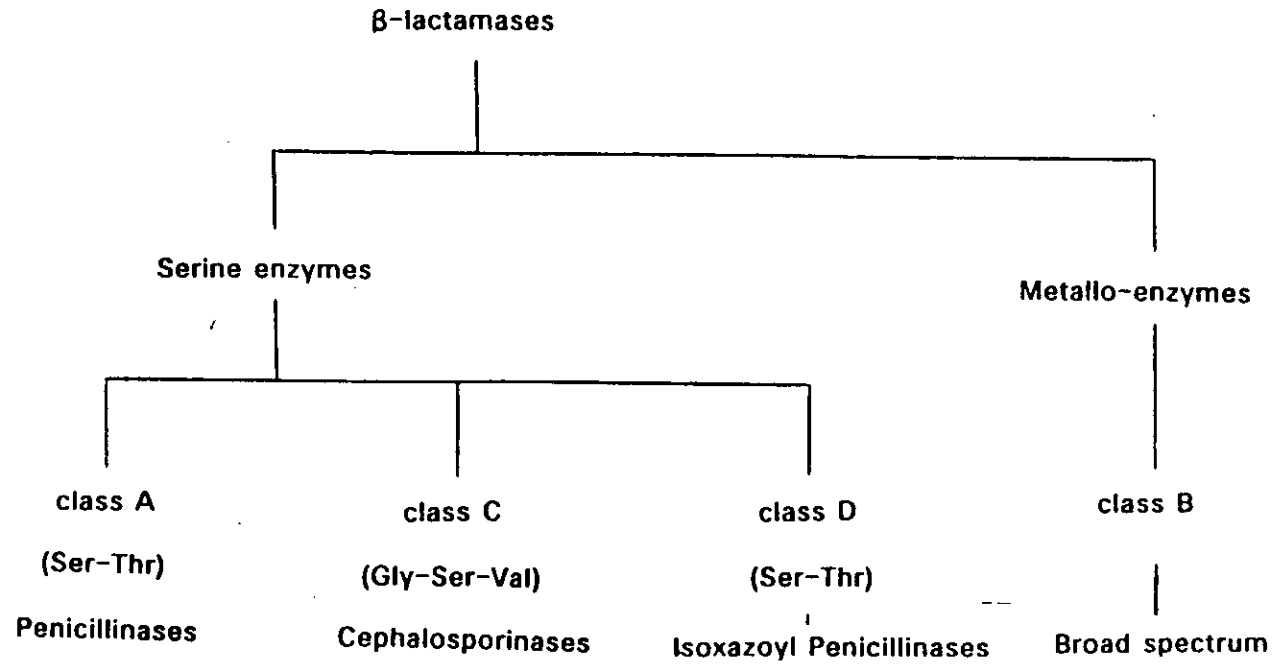 β-lactamases
Serine enzymes
Metallo-enzymes
class A
class C
class D
class B
(Ser-Thr)
(Gly-Ser-Val)
(Ser-Thr)
Penicillinases
Cephalosporinases
Isoxazoyl Penicillinases
Broad spectrum